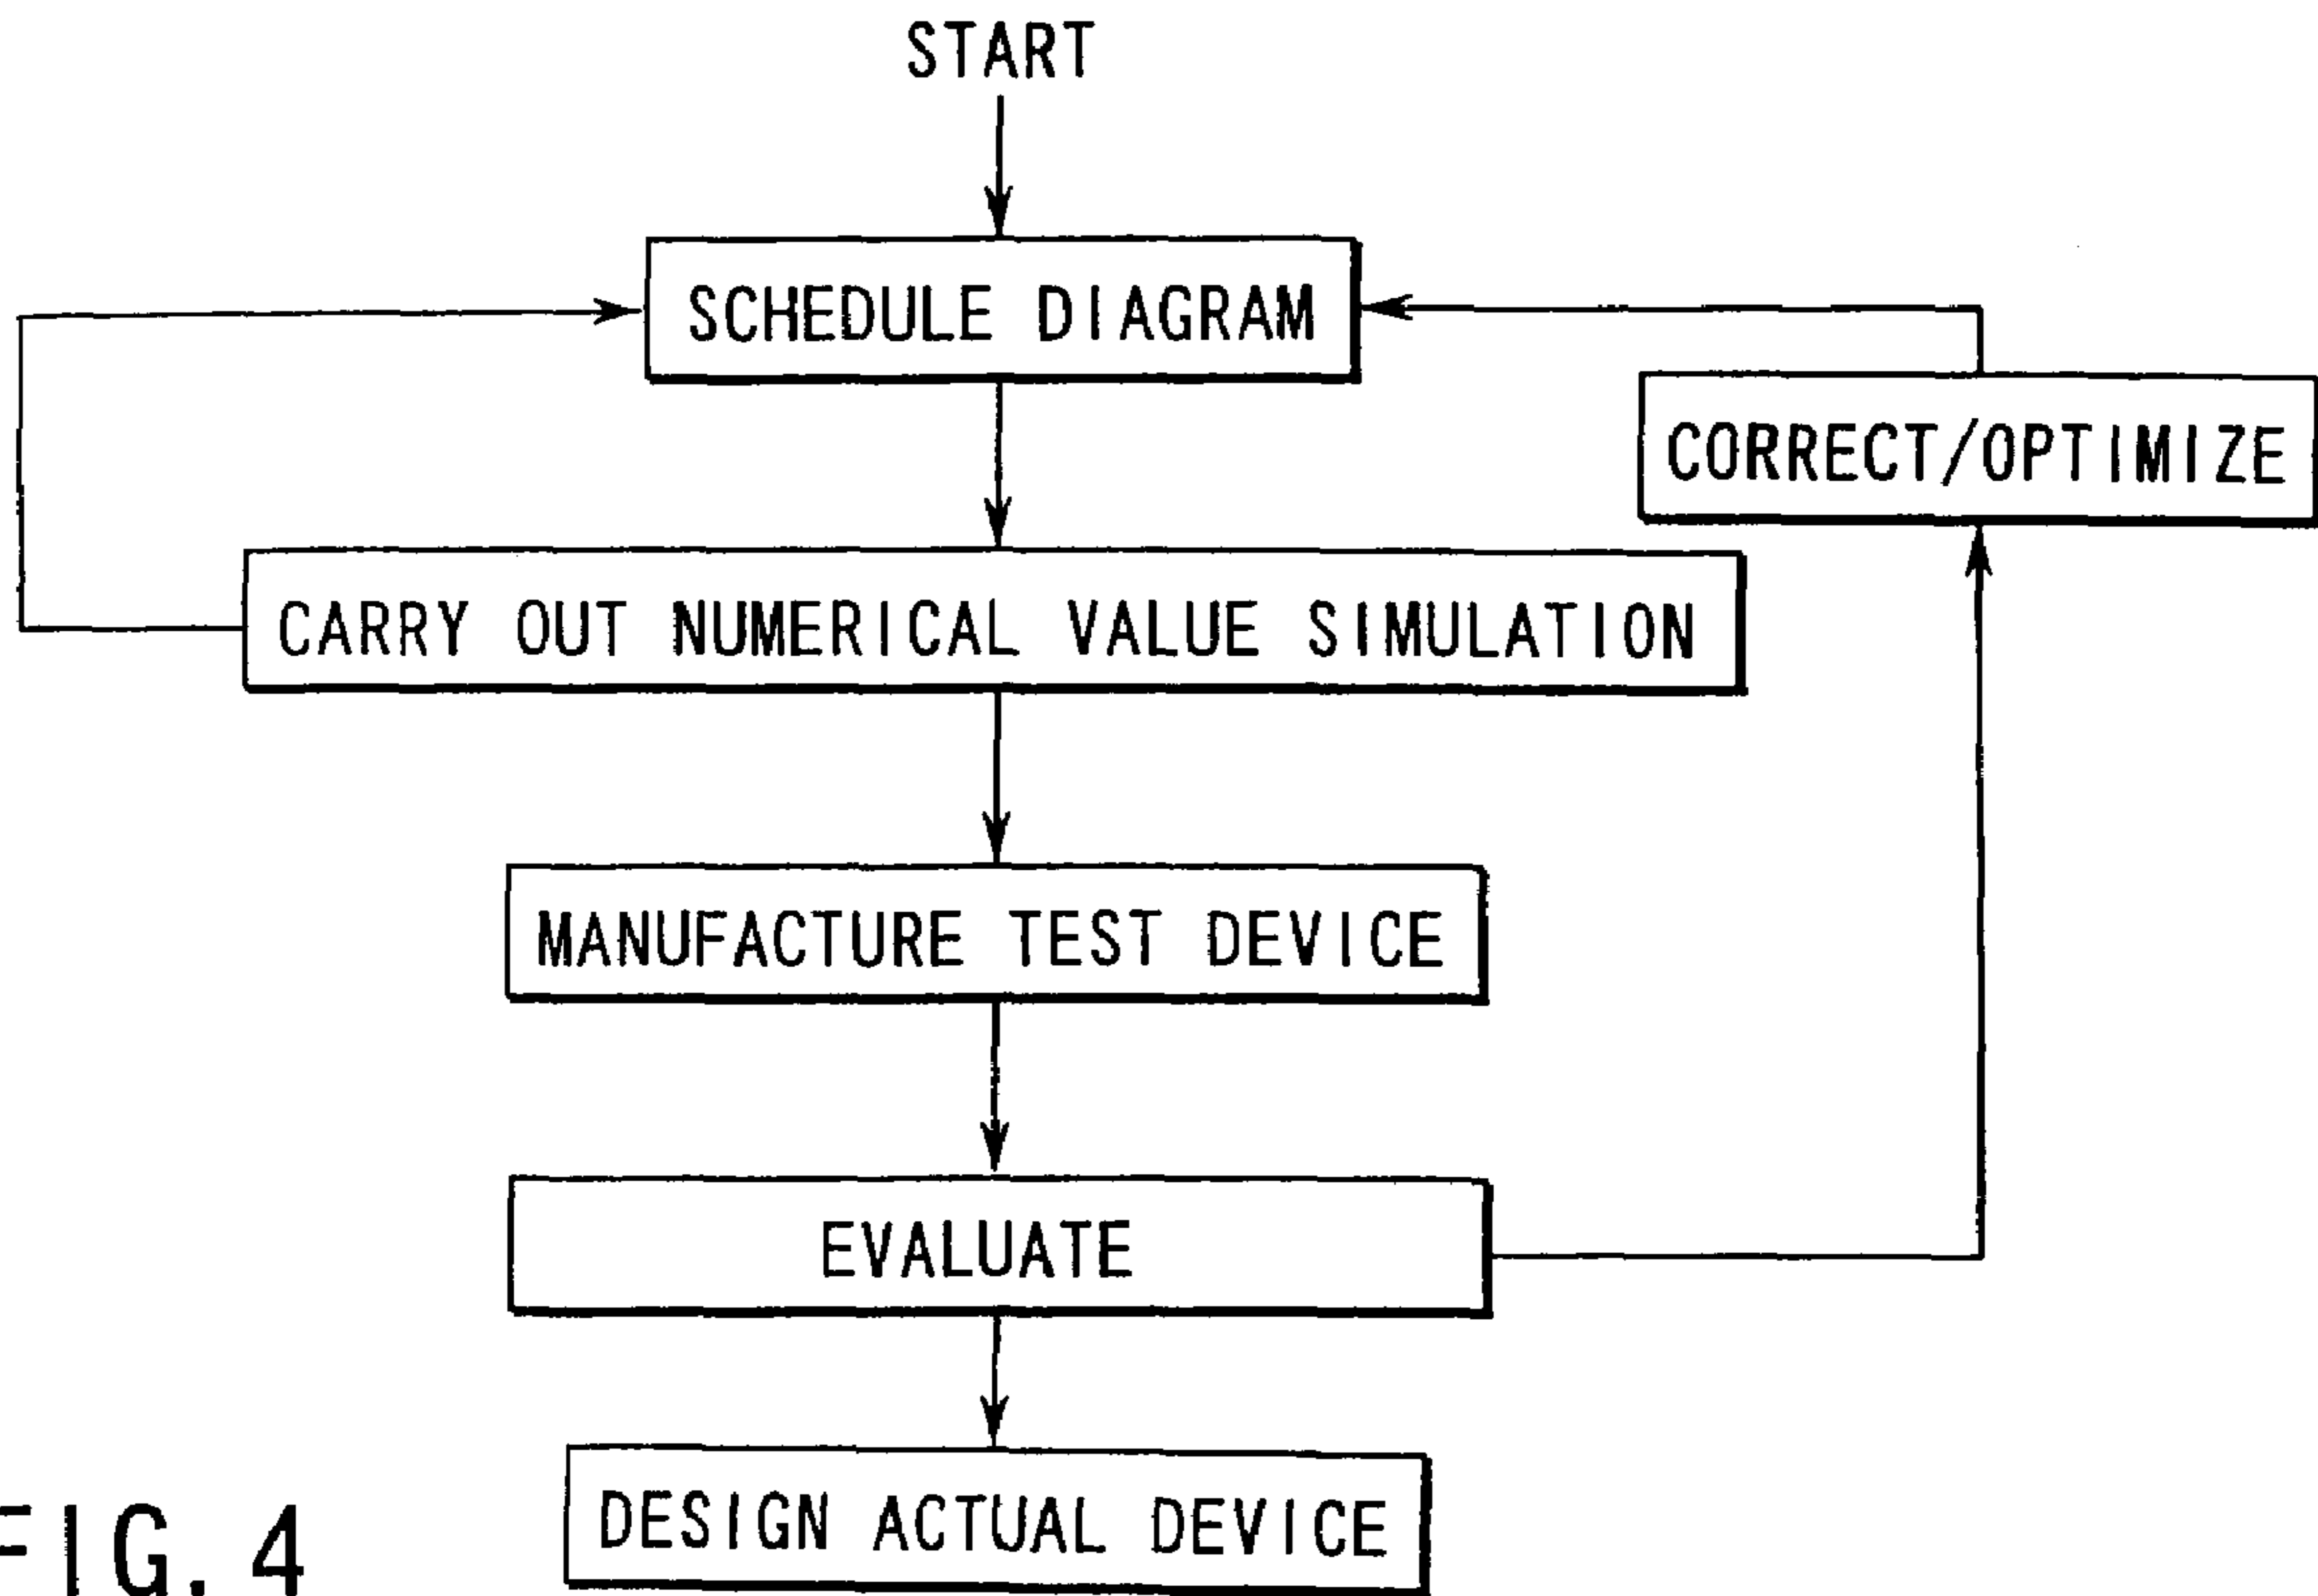 START
SCHEDULE DIAGRAM
CORRECT/OPTIMIZE
CARRY OUT NUMERICAL VALUE SIMULATION
MANUFACTURE TEST DEVICE
EVALUATE
DESIGN ACTUAL DEVICE
FIG. 4